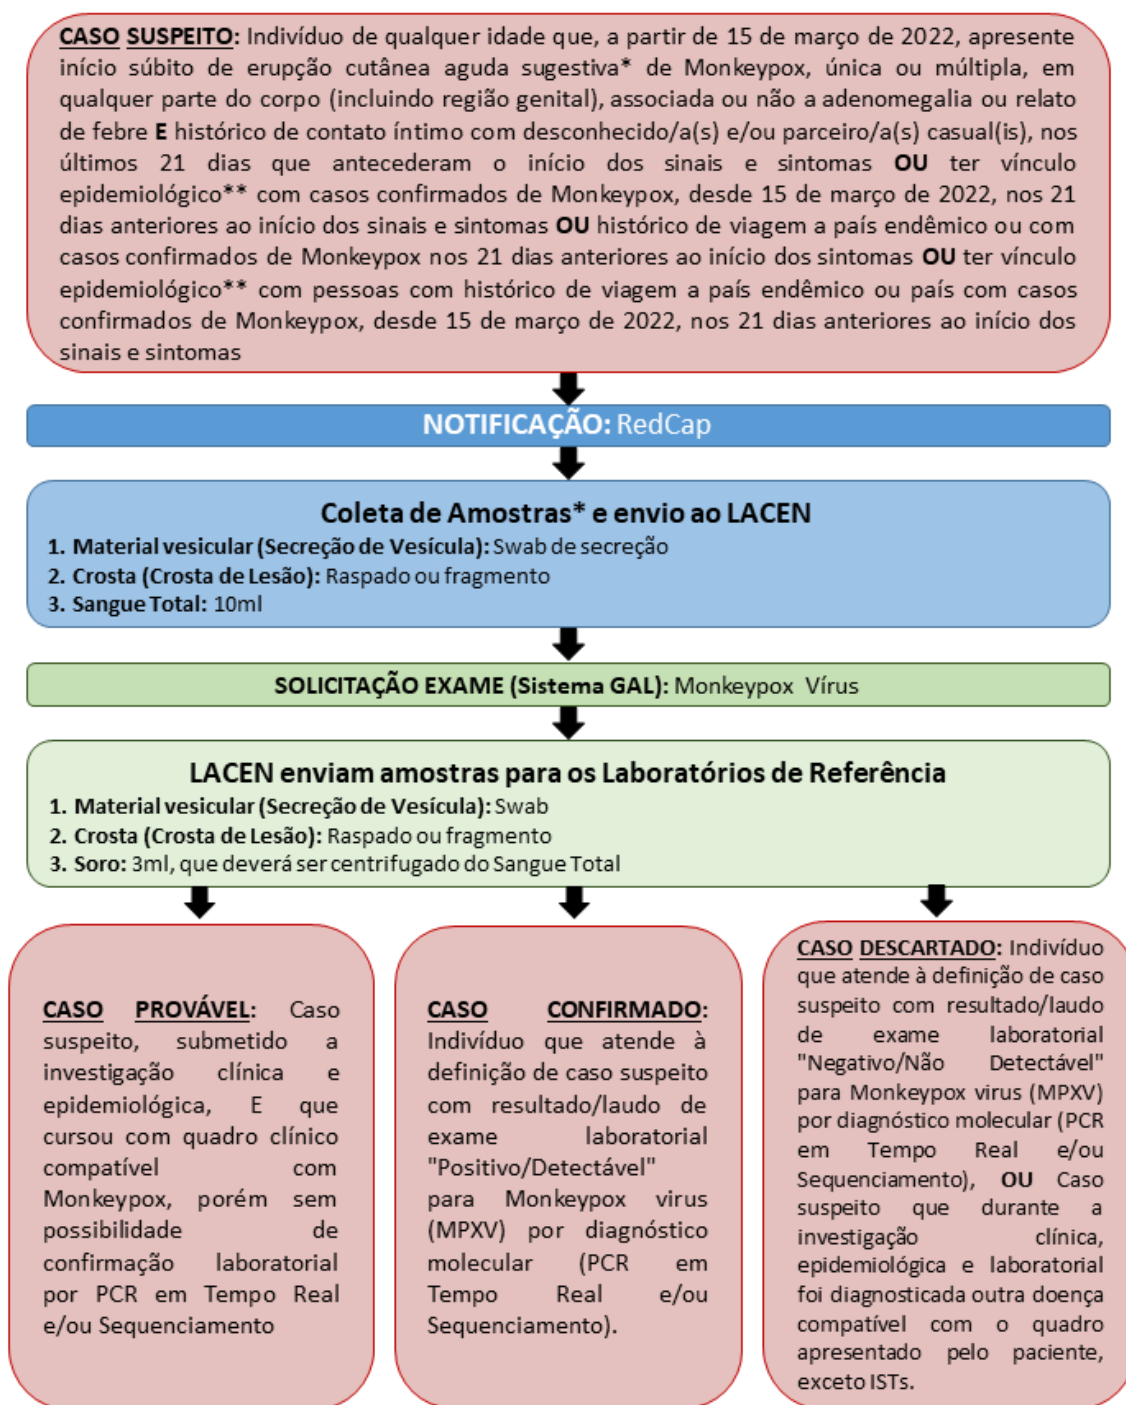 CASO SUSPEITO: Indivíduo de qualquer idade que, a partir de 15 de março de 2022, apresente
início súbito de erupção cutânea aguda sugestiva* de Monkeypox, única ou múltipla, em
qualquer parte do corpo (incluindo região genital), associada ou não a adenomegalia ou relato
de febre E histórico de contato íntimo com desconhecido/a(s) e/ou parceiro/a(s) casual(is), nos
últimos 21 dias que antecederam o início dos sinais e sintomas OU ter vínculo
epidemiológico** com casos confirmados de Monkeypox, desde 15 de março de 2022, nos 21
dias anteriores ao início dos sinais e sintomas OU histórico de viagem a país endêmico ou com
casos confirmados de Monkeypox nos 21 dias anteriores ao início dos sintomas OU ter vínculo
epidemiológico** com pessoas com histórico de viagem a país endêmico ou país com casos
confirmados de Monkeypox, desde 15 de março de 2022, nos 21 dias anteriores ao início dos
sinais e sintomas
NOTIFICAÇÃO: RedCap
Coleta de Amostras* e envio ao LACEN
1. Material vesicular (Secreção de Vesícula): Swab de secreção
2. Crosta (Crosta de Lesão): Raspado ou fragmento
3. Sangue Total: 10ml
SOLICITAÇÃO EXAME (Sistema GAL): Monkeypox Vírus
LACEN enviam amostras para os Laboratórios de Referência
1. Material vesicular (Secreção de Vesícula): Swab
2. Crosta (Crosta de Lesão): Raspado ou fragmento
3. Soro: 3ml, que deverá ser centrifugado do Sangue Total
CASO PROVÁVEL: Caso
suspeito, submetido a
investigação clínica e
epidemiológica, E que
cursou com quadro clínico
compatível com
Monkeypox, porém sem
possibilidade de
confirmação laboratorial
por PCR em Tempo Real
e/ou Sequenciamento
CASO CONFIRMADO:
Indivíduo que atende à
definição de caso suspeito
com resultado/laudo de
exame laboratorial
"Positivo/Detectável"
para Monkeypox virus
(MPXV) por diagnóstico
molecular (PCR em
Tempo Real e/ou
Sequenciamento).
CASO DESCARTADO: Indivíduo
que atende à definição de caso
suspeito com resultado/laudo
de exame laboratorial
"Negativo/Não Detectável"
para Monkeypox virus (MPXV)
por diagnóstico molecular (PCR
em Tempo Real e/ou
Sequenciamento), OU Caso
suspeito que durante a
investigação clínica,
epidemiológica e laboratorial
foi diagnosticada outra doença
compatível com o quadro
apresentado pelo paciente,
exceto ISTs.